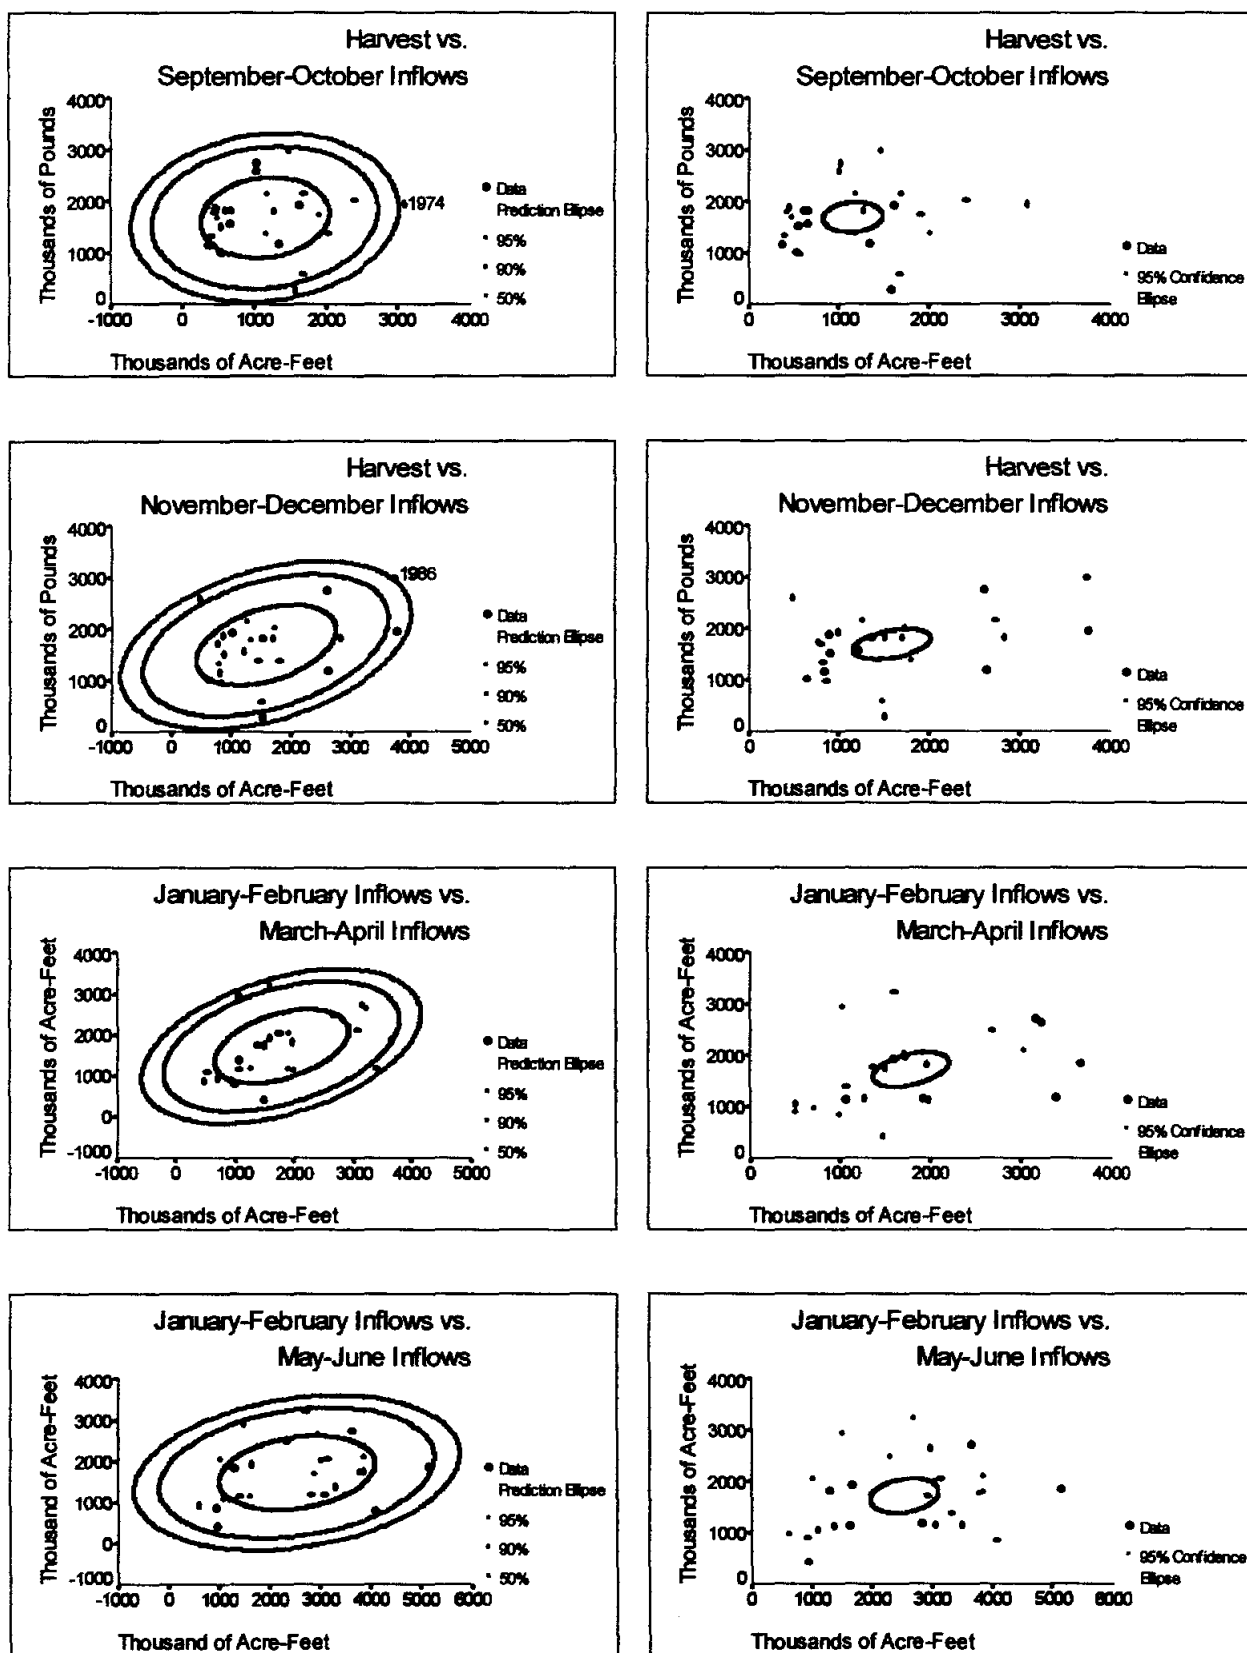 Harvest vs.
September-October Inflows
Thousands of Pounds
4000
3000
2000
1000
0
-1000 0 1000 2000 3000 4000
Thousands of Acre-Feet
1974
Data
Prediction Ellipse
95%
90%
50%
Harvest vs.
September-October Inflows
Thousands of Pounds
4000
3000
2000
1000
0
0 1000 2000 3000 4000
Thousands of Acre-Feet
Data
95% Confidence
Ellipse
Harvest vs.
November-December Inflows
Thousands of Pounds
4000
3000
2000
1000
0
-1000 0 1000 2000 3000 4000 5000
Thousands of Acre-Feet
1986
Data
Prediction Ellipse
95%
90%
50%
Harvest vs.
November-December Inflows
Thousands of Pounds
4000
3000
2000
1000
0
0 1000 2000 3000 4000
Thousands of Acre-Feet
Data
95% Confidence
Ellipse
January-February Inflows vs.
March-April Inflows
Thousands of Acre-Feet
4000
3000
2000
1000
0
-1000
-1000 0 1000 2000 3000 4000 5000
Thousands of Acre-Feet
Data
Prediction Ellipse
95%
90%
50%
January-February Inflows vs.
March-April Inflows
Thousands of Acre-Feet
4000
3000
2000
1000
0
0 1000 2000 3000 4000
Thousands of Acre-Feet
Data
95% Confidence
Ellipse
January-February Inflows vs.
May-June Inflows
Thousand of Acre-Feet
4000
3000
2000
1000
0
-1000
-1000 0 1000 2000 3000 4000 5000 6000
Thousand of Acre-Feet
Data
Prediction Ellipse
95%
90%
50%
January-February Inflows vs.
May-June Inflows
Thousands of Acre-Feet
4000
3000
2000
1000
0
0 1000 2000 3000 4000 5000 6000
Thousands of Acre-Feet
Data
95% Confidence
Ellipse